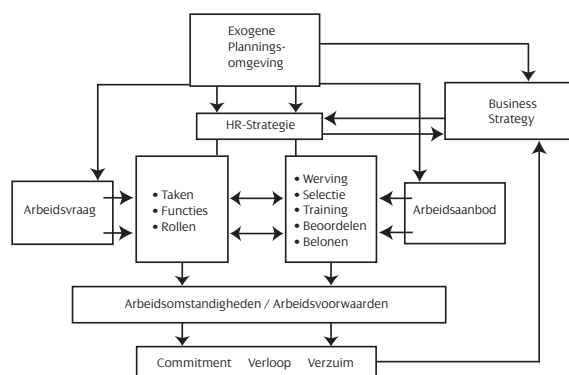 Exogene
Plannings-
omgeving
Business
Strategy
HR-Strategie
Arbeidsvraag
• Taken
• Functies
• Rollen
• Werving
• Selectie
• Training
• Beoordelen
• Belonen
Arbeidsaanbod
Arbeidsomstandigheden / Arbeidsvoorwaarden
Commitment Verloop Verzuim